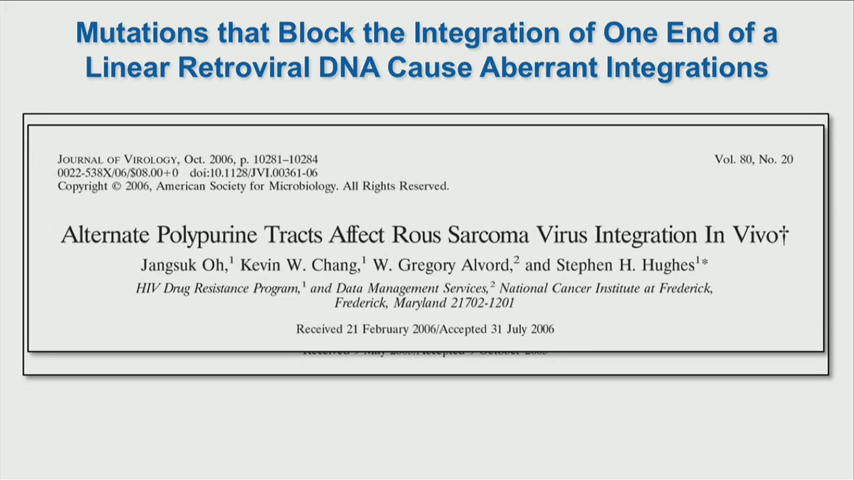 Mutations that Block the Integration of One End of a
Linear Retroviral DNA Cause Aberrant Integrations
JOURNAL OF VIROLOGY, Oct. 2006, p. 10281–10284
Vol. 80, No. 20
0022-538X/06/$08.00+0 doi:10.1128/JVI.00361-06
Copyright © 2006, American Society for Microbiology. All Rights Reserved.
Alternate Polypurine Tracts Affect Rous Sarcoma Virus Integration In Vivo†
Jangsuk Oh,¹ Kevin W. Chang,¹ W. Gregory Alvord,² and Stephen H. Hughes¹*
HIV Drug Resistance Program,¹ and Data Management Services,² National Cancer Institute at Frederick,
Frederick, Maryland 21702-1201
Received 21 February 2006/Accepted 31 July 2006